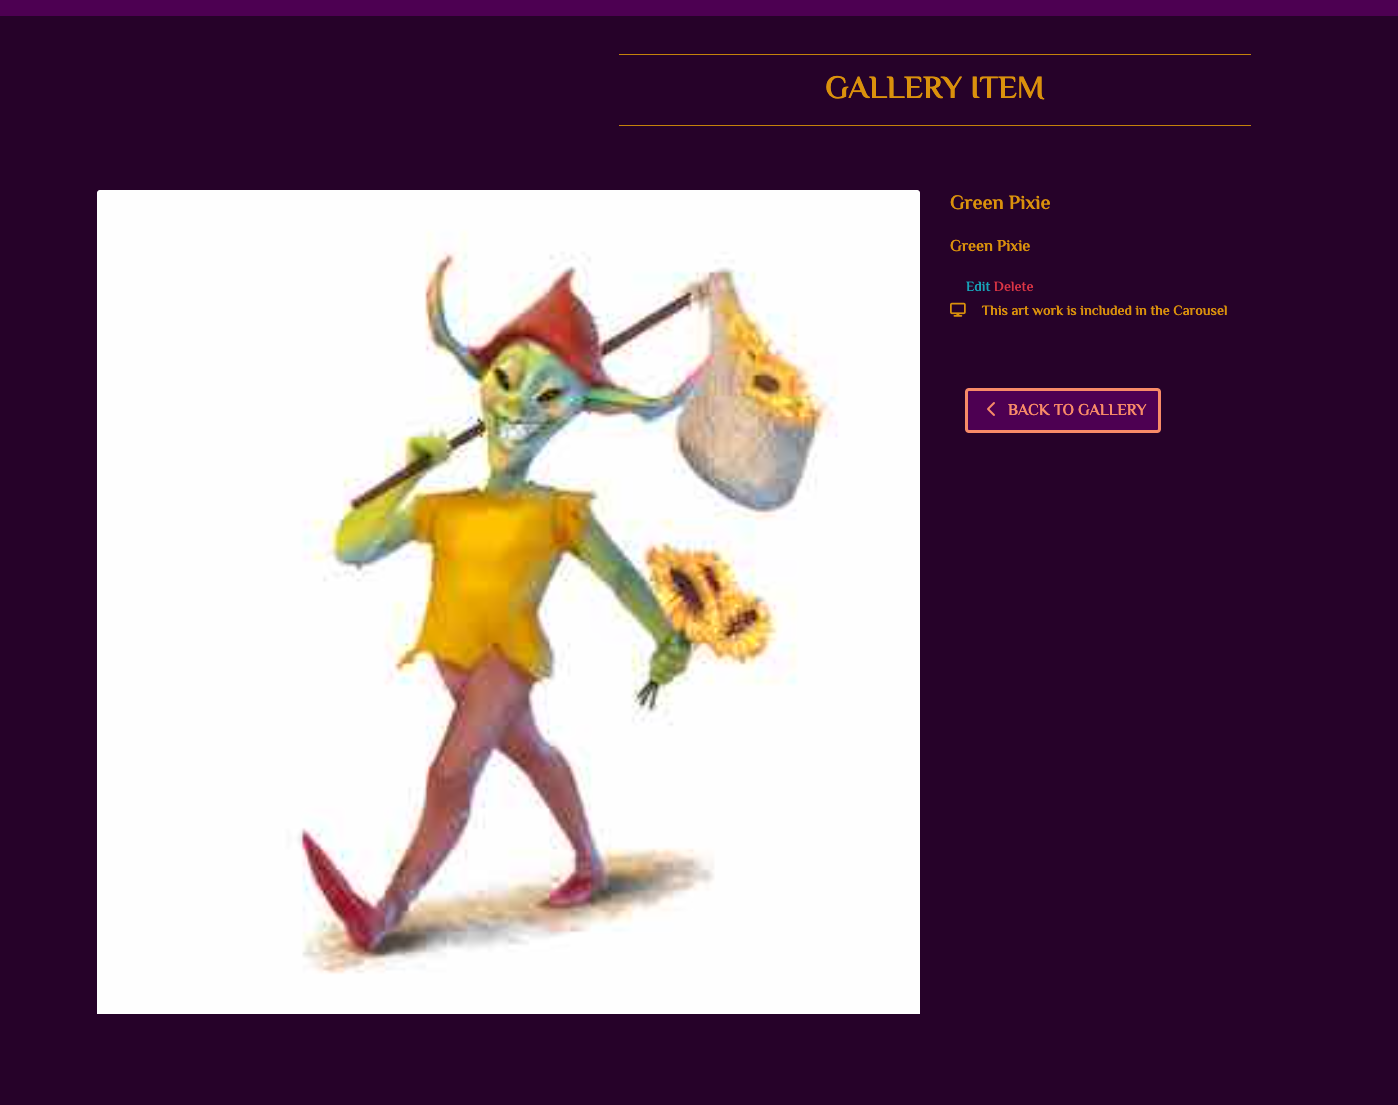 GALLERY ITEM
Green Pixie
Green Pixie
Edit Delete
This art work is included in the Carousel
BACK TO GALLERY